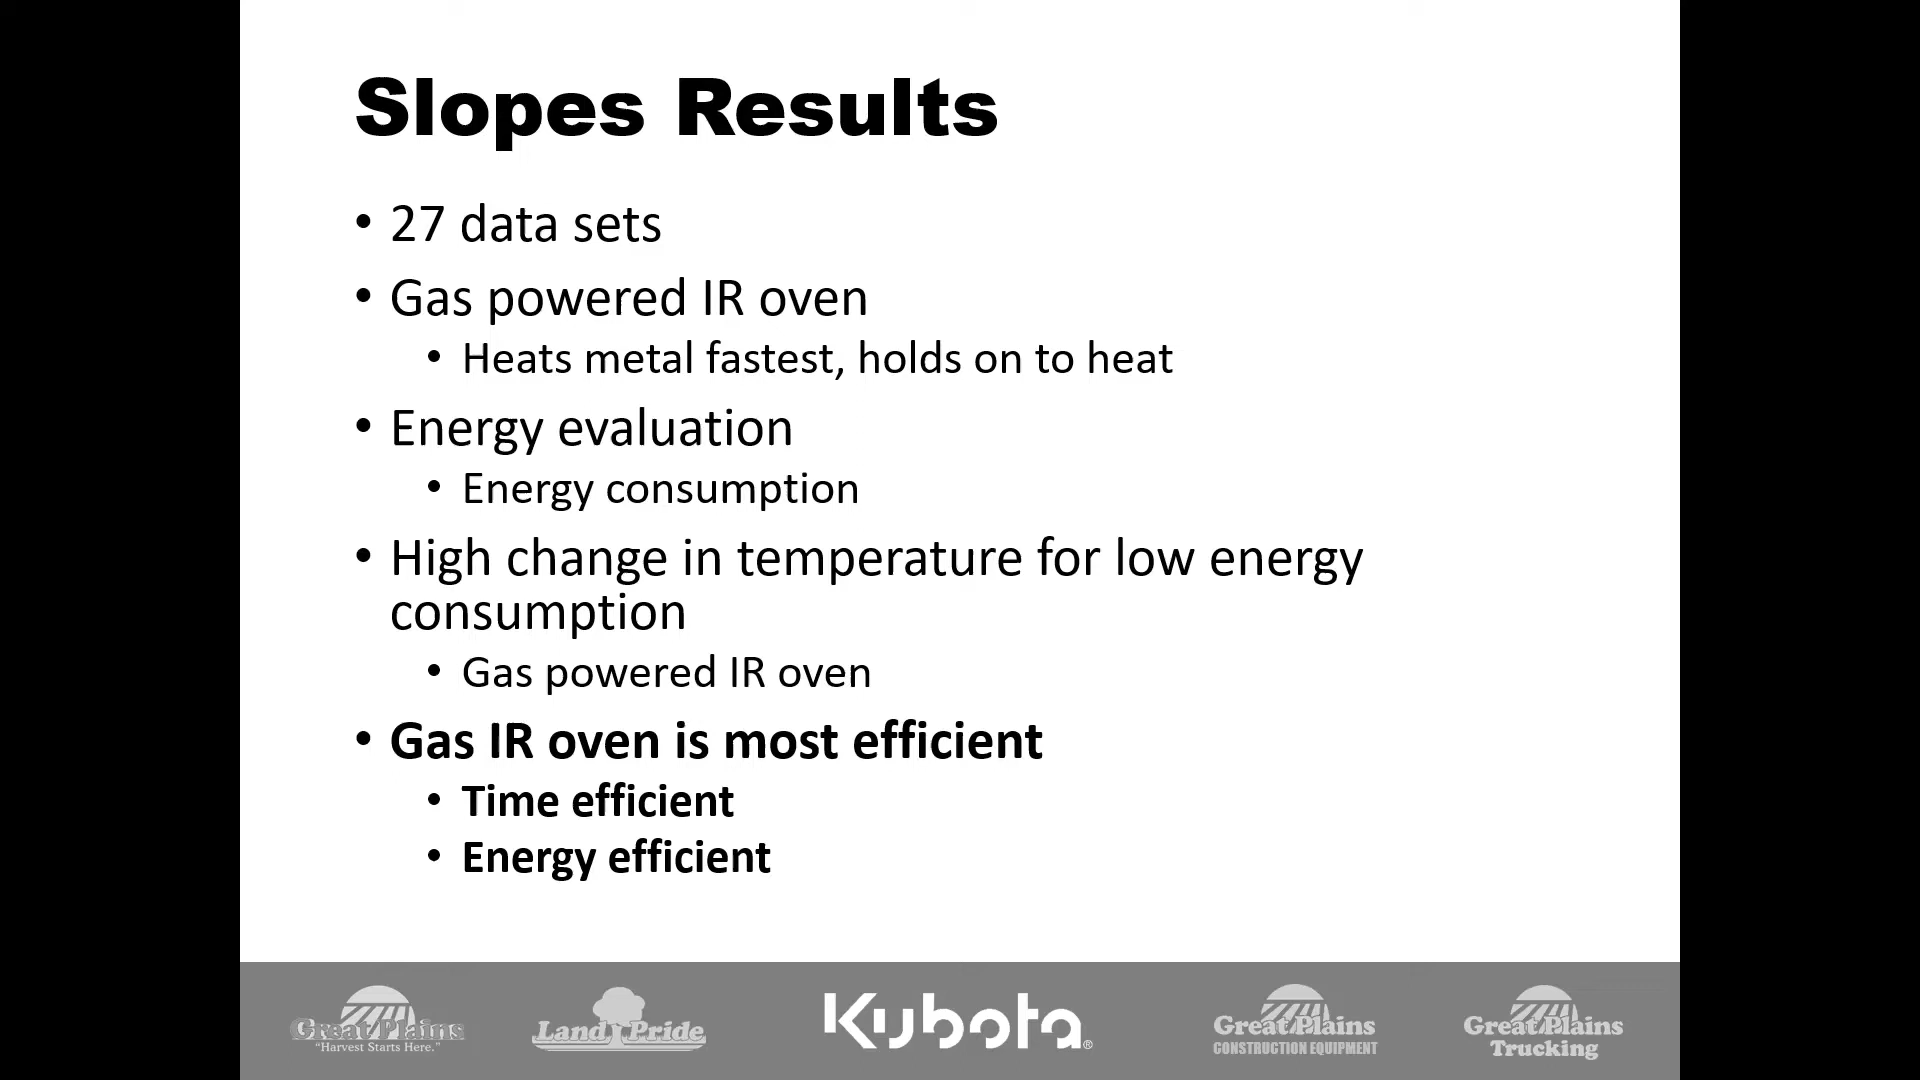 Slopes Results
• 27 data sets
• Gas powered IR oven
• Heats metal fastest, holds on to heat
• Energy evaluation
• Energy consumption
• High change in temperature for low energy
consumption
• Gas powered IR oven
• Gas IR oven is most efficient
• Time efficient
• Energy efficient
Great Plains
"Harvest Starts Here."
Land Pride
Kubota®
Great Plains
CONSTRUCTION EQUIPMENT
Great Plains
Trucking